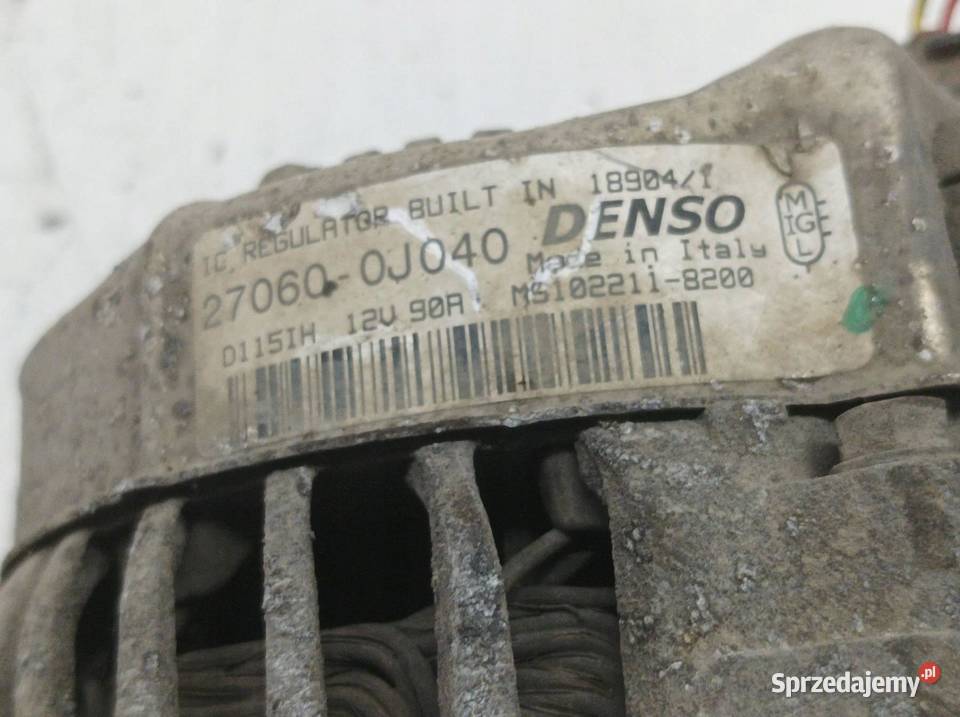 IC REGULATOR BUILT IN 18904/1
27060-0J040 DENSO
Made in Italy
D115IH 12V 90A MS102211-8200
MIGL
Sprzedajemy.pl